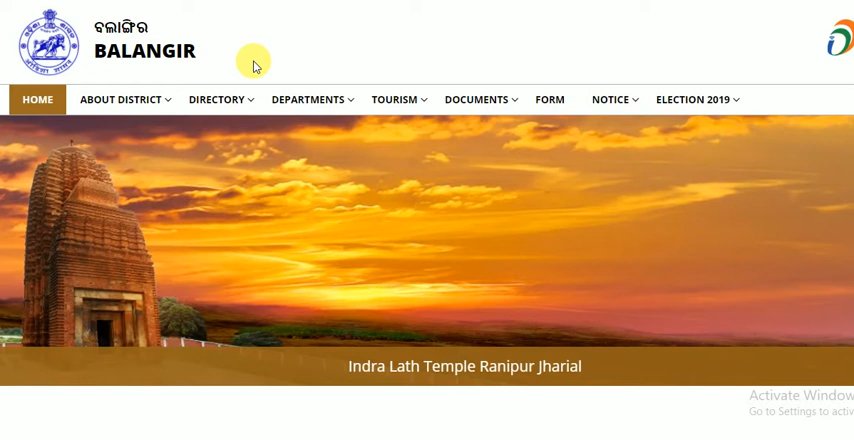 ବଲାଙ୍ଗିର
BALANGIR
HOME ABOUT DISTRICT DIRECTORY DEPARTMENTS TOURISM DOCUMENTS FORM NOTICE ELECTION 2019
Indra Lath Temple Ranipur Jharial
Activate Window
Go to Settings to activ